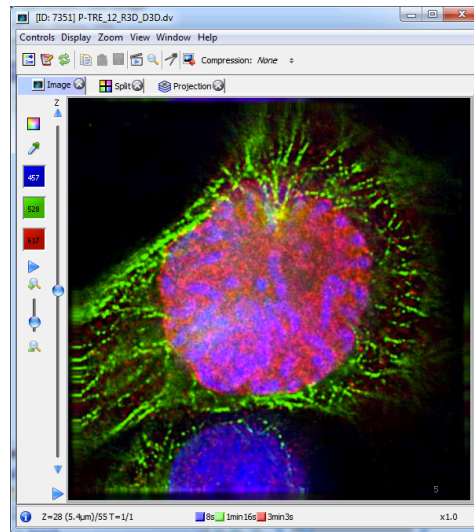 [ID: 7351] P-TRE_12_R3D_D3D.dv
Controls Display Zoom View Window Help
Compression: None
Image Split Projection
Z
457
528
617
5
Z=28 (5.4µm)/55 T=1/1 8s 1min16s 3min3s x1.0